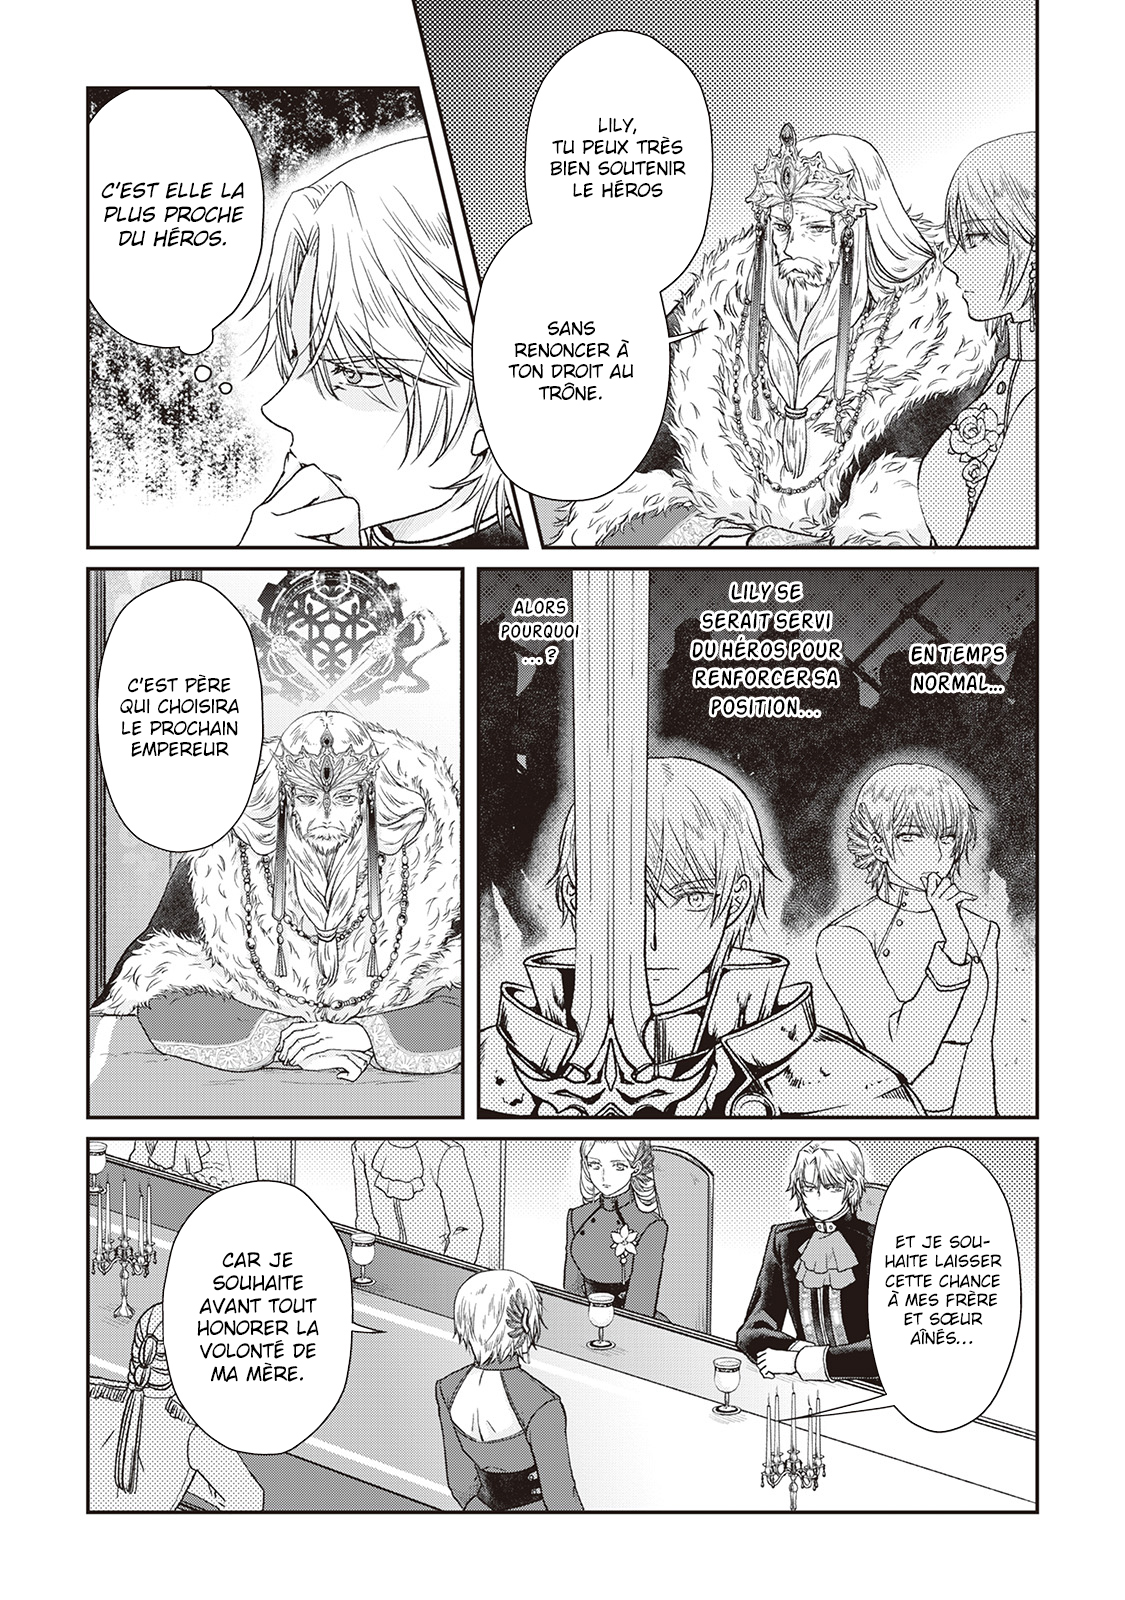 LILY,
TU PEUX TRÈS
BIEN SOUTENIR
LE HÉROS
SANS
RENONCER À
TON DROIT AU
TRÔNE.
C'EST ELLE LA
PLUS PROCHE
DU HÉROS.
EN TEMPS
NORMAL...
LILY SE
SERAIT SERVI
DU HÉROS POUR
RENFORCER SA
POSITION...
ALORS
POURQUOI
... ?
C'EST PÈRE
QUI CHOISIRA
LE PROCHAIN
EMPEREUR
ET JE SOU-
HAITE LAISSER
CETTE CHANCE
À MES FRÈRE
ET SŒUR
AÎNÉS...
CAR JE
SOUHAITE
AVANT TOUT
HONORER LA
VOLONTÉ DE
MA MÈRE.